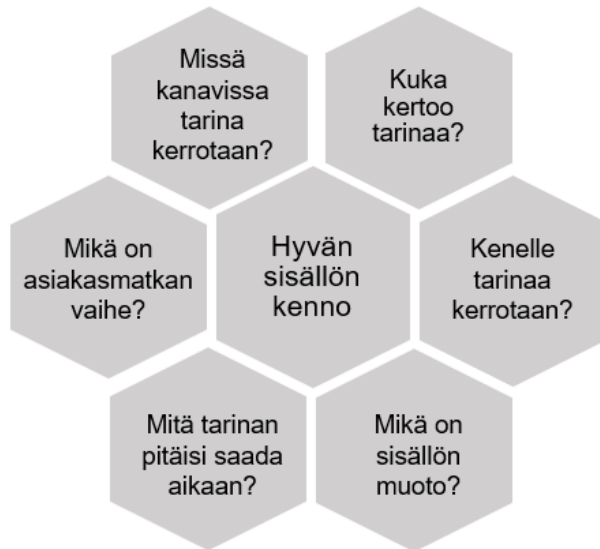 Missä
kanavissa
tarina
kerrotaan?
Kuka
kertoo
tarinaa?
Mikä on
asiakasmatkan
vaihe?
Hyvän
sisällön
kenno
Kenelle
tarinaa
kerrotaan?
Mitä tarinan
pitäisi saada
aikaan?
Mikä on
sisällön
muoto?